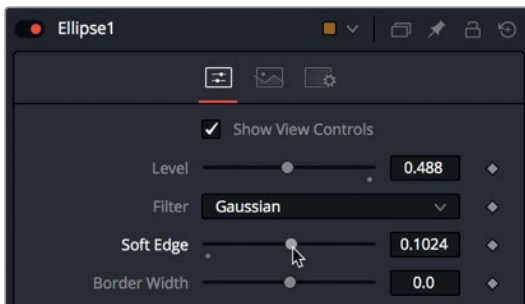 Ellipse1
Show View Controls
Level 0.488
Filter Gaussian
Soft Edge 0.1024
Border Width 0.0